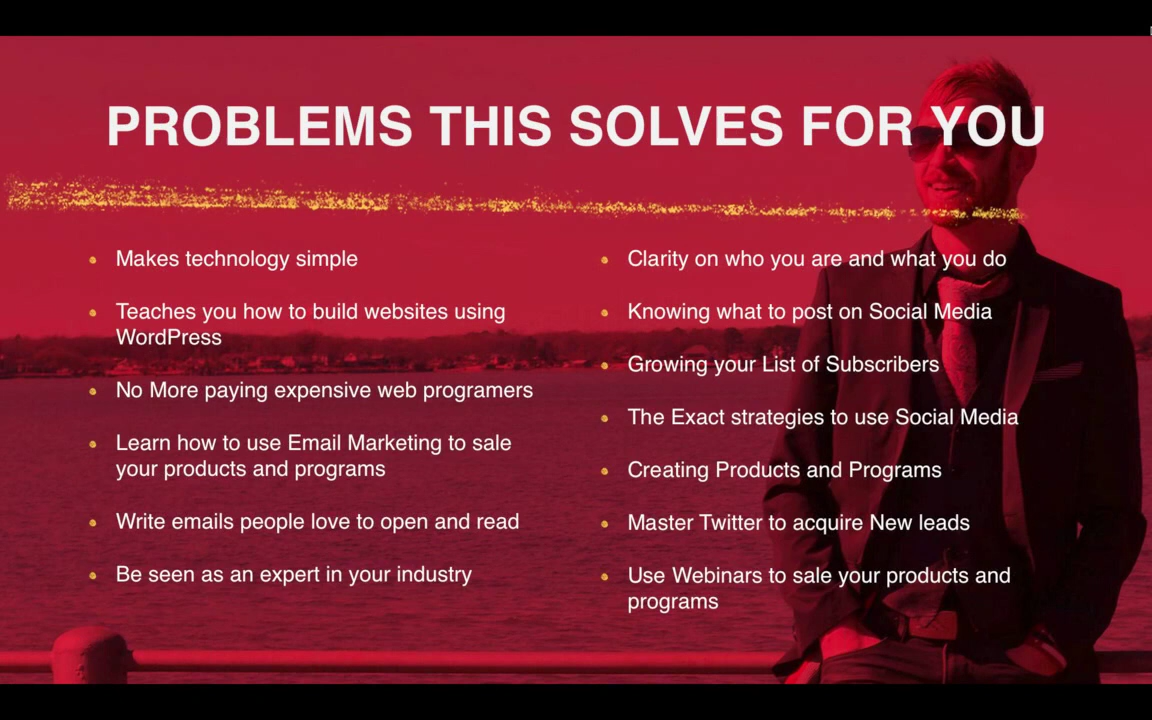 PROBLEMS THIS SOLVES FOR YOU
Makes technology simple
Teaches you how to build websites using
WordPress
No More paying expensive web programers
Learn how to use Email Marketing to sale
your products and programs
Write emails people love to open and read
Be seen as an expert in your industry
Clarity on who you are and what you do
Knowing what to post on Social Media
Growing your List of Subscribers
The Exact strategies to use Social Media
Creating Products and Programs
Master Twitter to acquire New leads
Use Webinars to sale your products and
programs